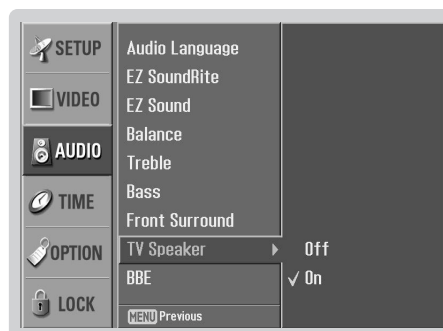 SETUP
VIDEO
AUDIO
TIME
OPTION
LOCK
Audio Language
EZ SoundRite
EZ Sound
Balance
Treble
Bass
Front Surround
TV Speaker
BBE
MENU Previous
Off
On